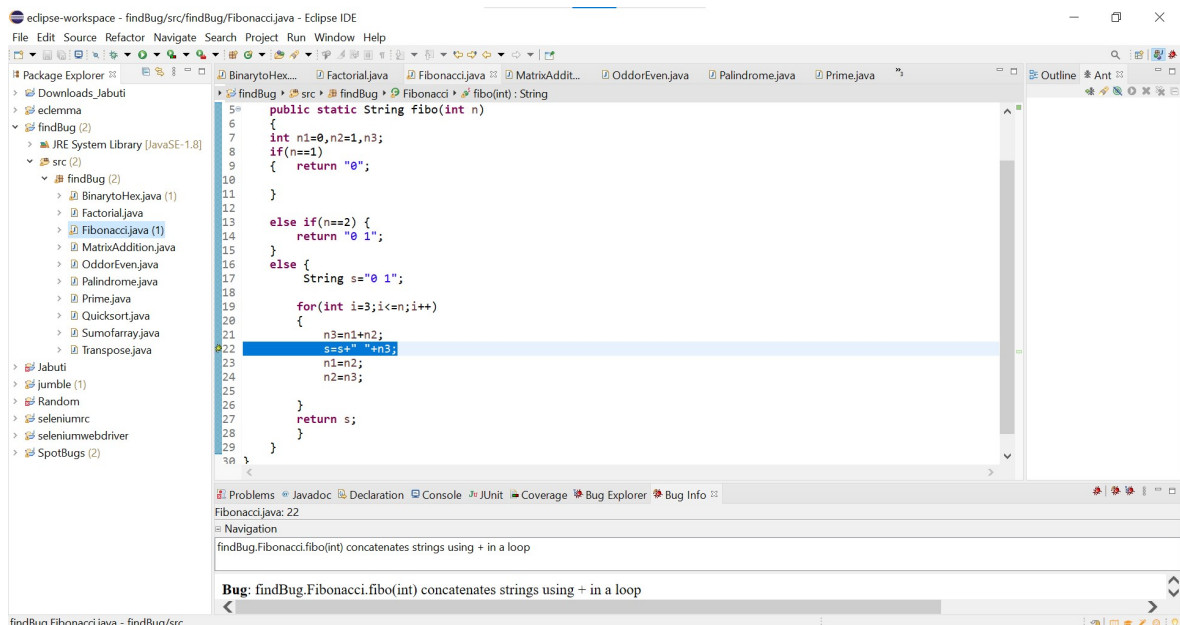 eclipse-workspace - findBug/src/findBug/Fibonacci.java - Eclipse IDE
File Edit Source Refactor Navigate Search Project Run Window Help
Package Explorer
Downloads_Jabuti
eclemma
findBug (2)
JRE System Library [JavaSE-1.8]
src (2)
findBug (2)
BinarytoHex.java (1)
Factorial.java
Fibonacci.java (1)
MatrixAddition.java
OddorEven.java
Palindrome.java
Prime.java
Quicksort.java
Sumofarray.java
Transpose.java
Jabuti
jumble (1)
Random
seleniumrc
seleniumwebdriver
SpotBugs (2)
BinarytoHex.... Factorial.java Fibonacci.java MatrixAddit... OddorEven.java Palindrome.java Prime.java
findBug src findBug Fibonacci fibo(int) : String
5 public static String fibo(int n)
6 {
7 int n1=0,n2=1,n3;
8 if(n==1)
9 { return "0";
10
11 }
12
13 else if(n==2) {
14 return "0 1";
15 }
16 else {
17 String s="0 1";
18
19 for(int i=3;i<=n;i++)
20 {
21 n3=n1+n2;
22 s=s+" "+n3;
23 n1=n2;
24 n2=n3;
25
26 }
27 return s;
28 }
29 }
30 }
Outline Ant
Problems Javadoc Declaration Console JUnit Coverage Bug Explorer Bug Info
Fibonacci.java: 22
Navigation
findBug.Fibonacci.fibo(int) concatenates strings using + in a loop
Bug: findBug.Fibonacci.fibo(int) concatenates strings using + in a loop
findBug.Fibonacci.java - findBug/src